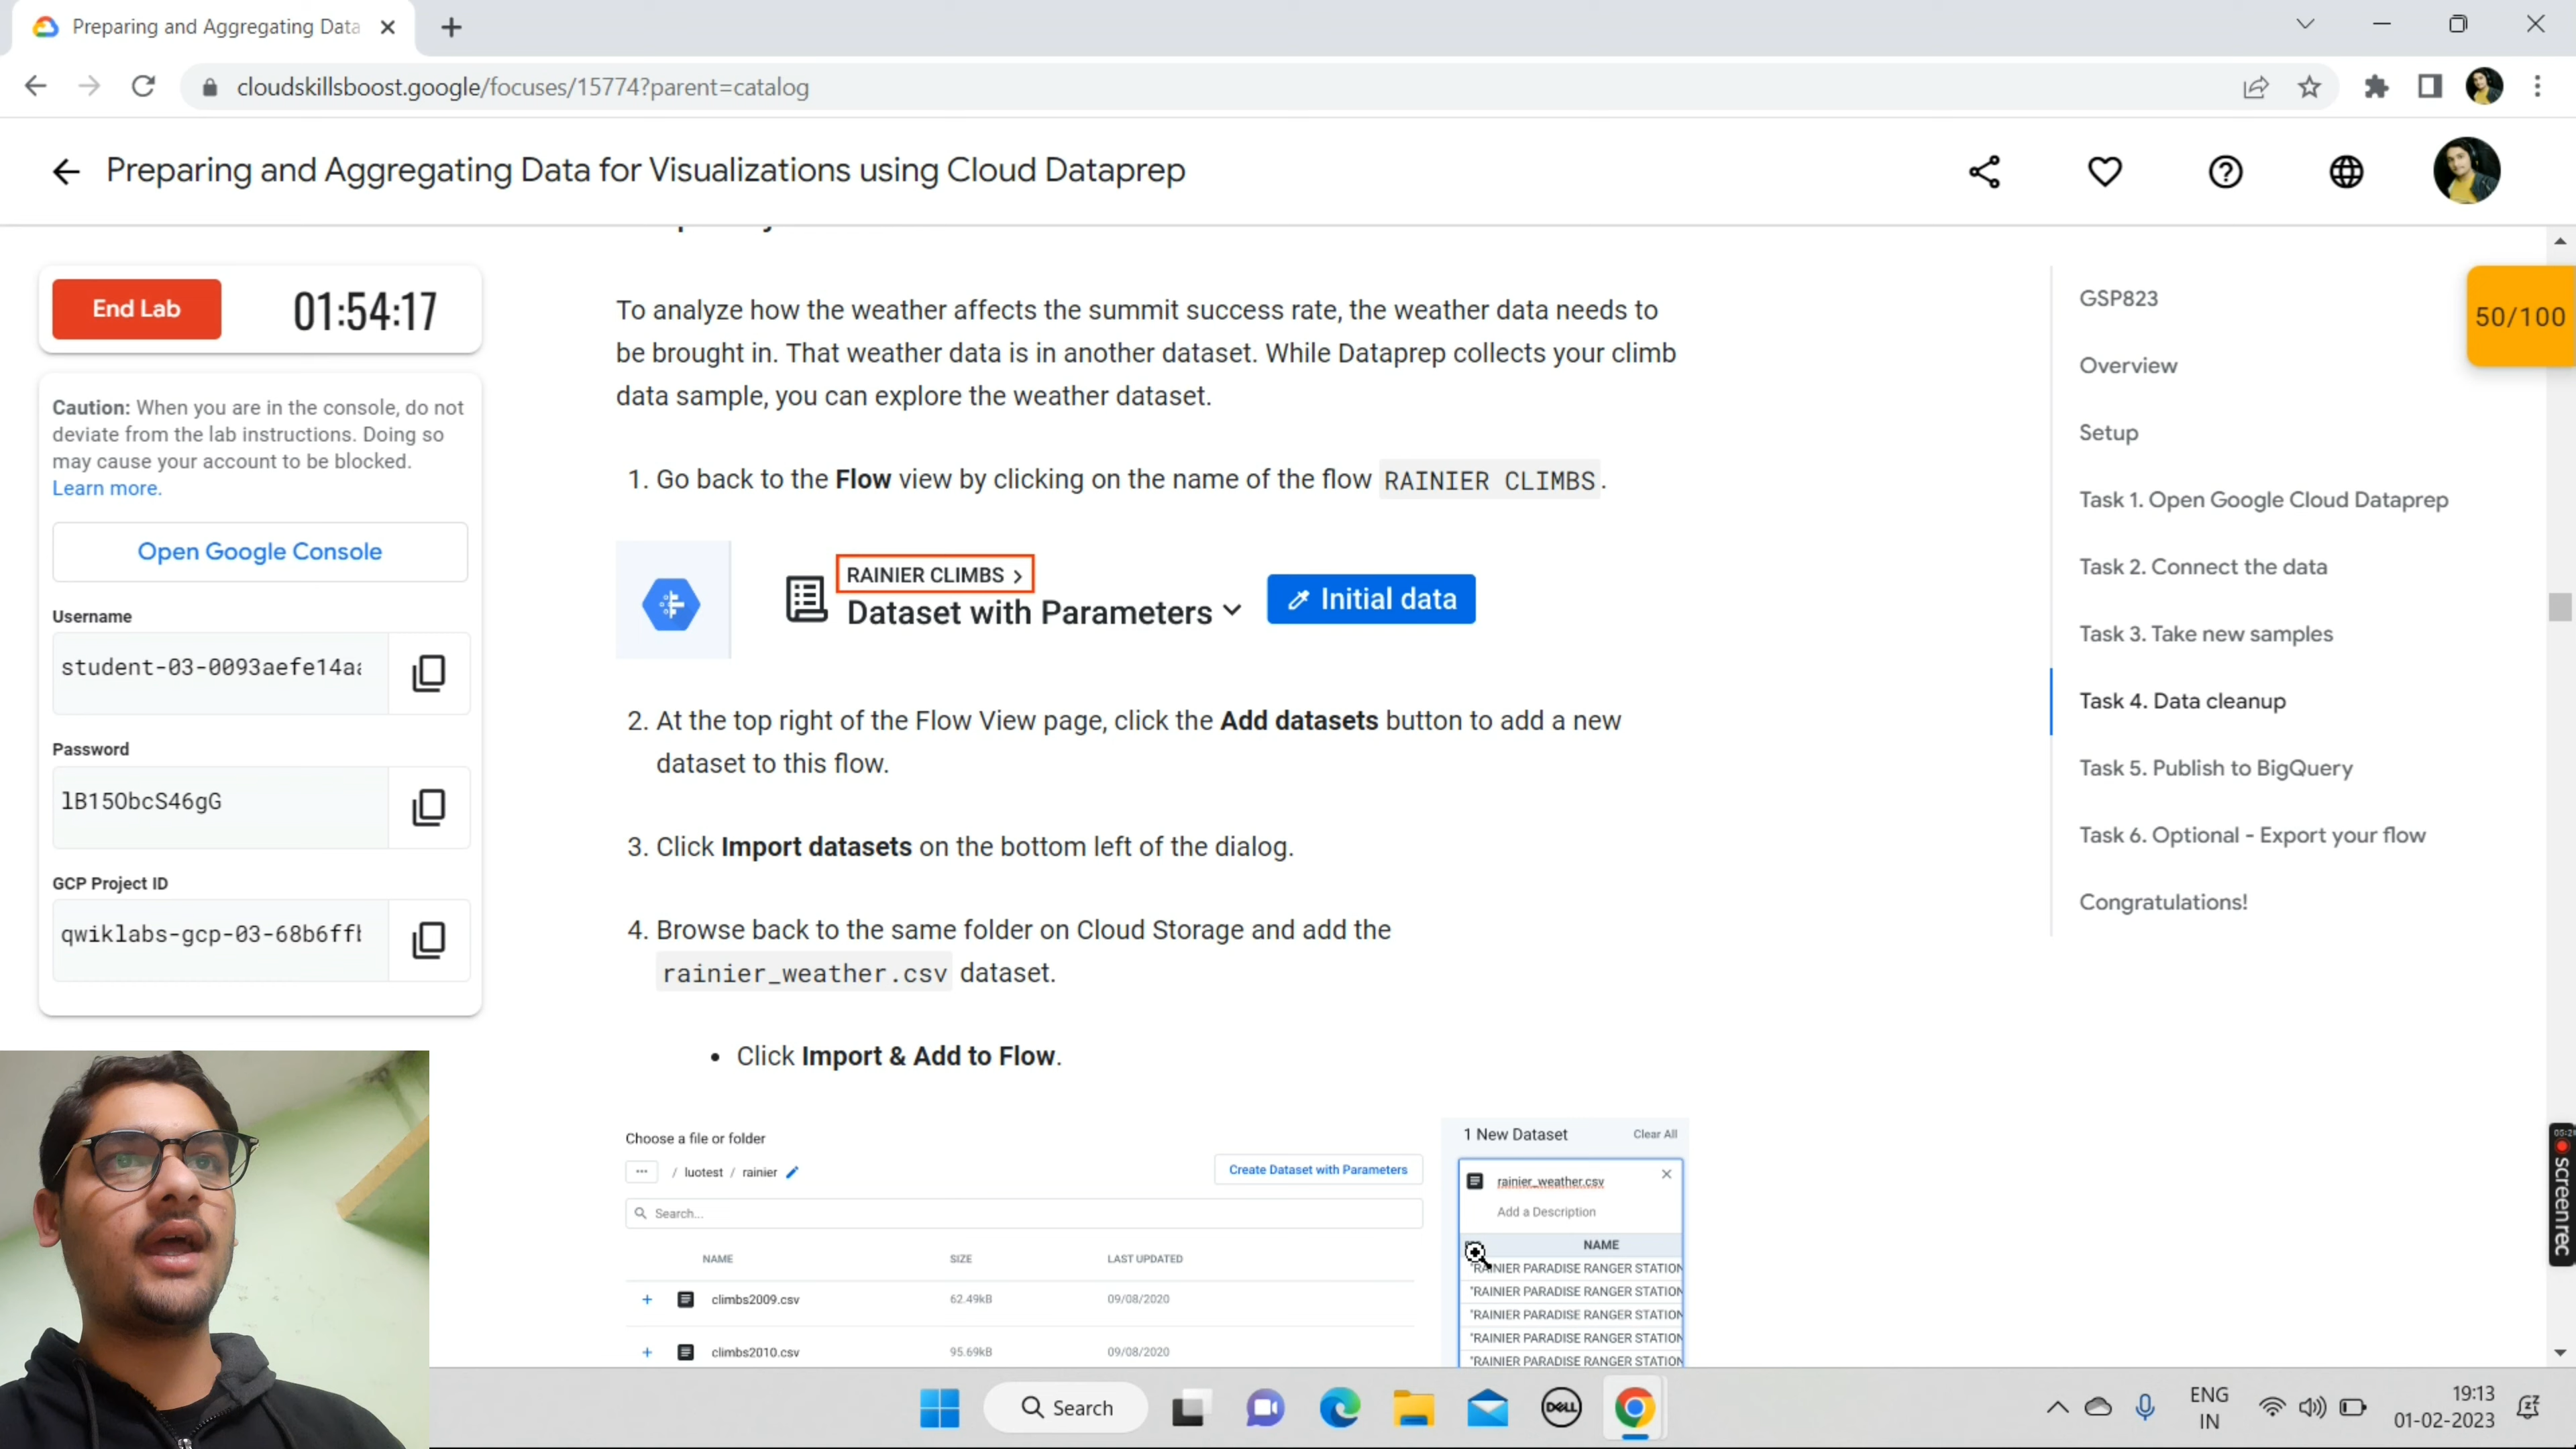 Preparing and Aggregating Data
cloudskillsboost.google/focuses/15774?parent=catalog
Preparing and Aggregating Data for Visualizations using Cloud Dataprep
End Lab
01:54:17
Caution: When you are in the console, do not
deviate from the lab instructions. Doing so
may cause your account to be blocked.
Learn more.
Open Google Console
Username
student-03-0093aefe14aa
Password
lB15ObcS46gG
GCP Project ID
qwiklabs-gcp-03-68b6ff
To analyze how the weather affects the summit success rate, the weather data needs to
be brought in. That weather data is in another dataset. While Dataprep collects your climb
data sample, you can explore the weather dataset.
1. Go back to the Flow view by clicking on the name of the flow RAINIER CLIMBS.
RAINIER CLIMBS >
Dataset with Parameters
Initial data
2. At the top right of the Flow View page, click the Add datasets button to add a new
dataset to this flow.
3. Click Import datasets on the bottom left of the dialog.
4. Browse back to the same folder on Cloud Storage and add the
rainier_weather.csv dataset.
• Click Import & Add to Flow.
Choose a file or folder
... / luotest / rainier
Create Dataset with Parameters
Search...
NAME SIZE LAST UPDATED
+ climbs2009.csv 62.49kB 09/08/2020
+ climbs2010.csv 95.69kB 09/08/2020
1 New Dataset Clear All
rainier_weather.csv
Add a Description
NAME
"RAINIER PARADISE RANGER STATION
"RAINIER PARADISE RANGER STATION
"RAINIER PARADISE RANGER STATION
"RAINIER PARADISE RANGER STATION
"RAINIER PARADISE RANGER STATION
GSP823
Overview
Setup
Task 1. Open Google Cloud Dataprep
Task 2. Connect the data
Task 3. Take new samples
Task 4. Data cleanup
Task 5. Publish to BigQuery
Task 6. Optional - Export your flow
Congratulations!
50/100
screenrec
Search
DELL
ENG
IN
19:13
01-02-2023